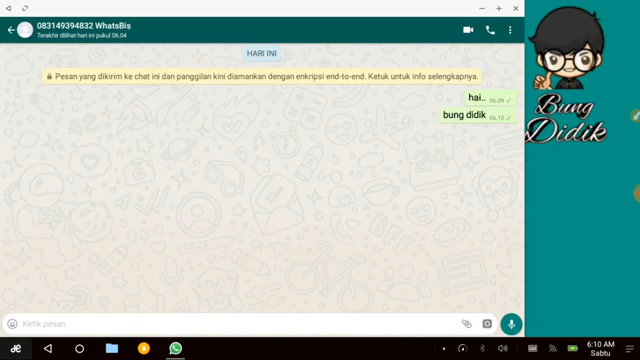 083149394832 WhatsBis
Terakhir dilihat hari ini pukul 06.04
HARI INI
Pesan yang dikirim ke chat ini dan panggilan kini diamankan dengan enkripsi end-to-end. Ketuk untuk info selengkapnya.
hai.. 06.09
bung didik 06.10
Bung
Didik
24
Ketik pesan
6:10 AM
Sabtu